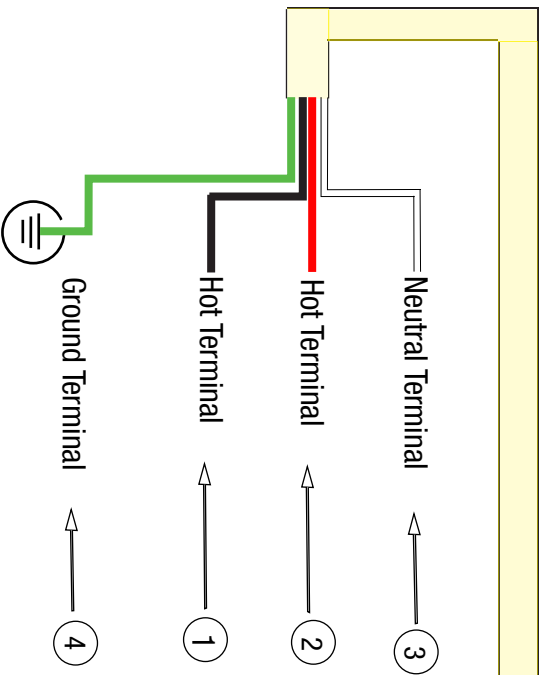 Neutral Terminal 3
Hot Terminal 2
Hot Terminal 1
Ground Terminal 4